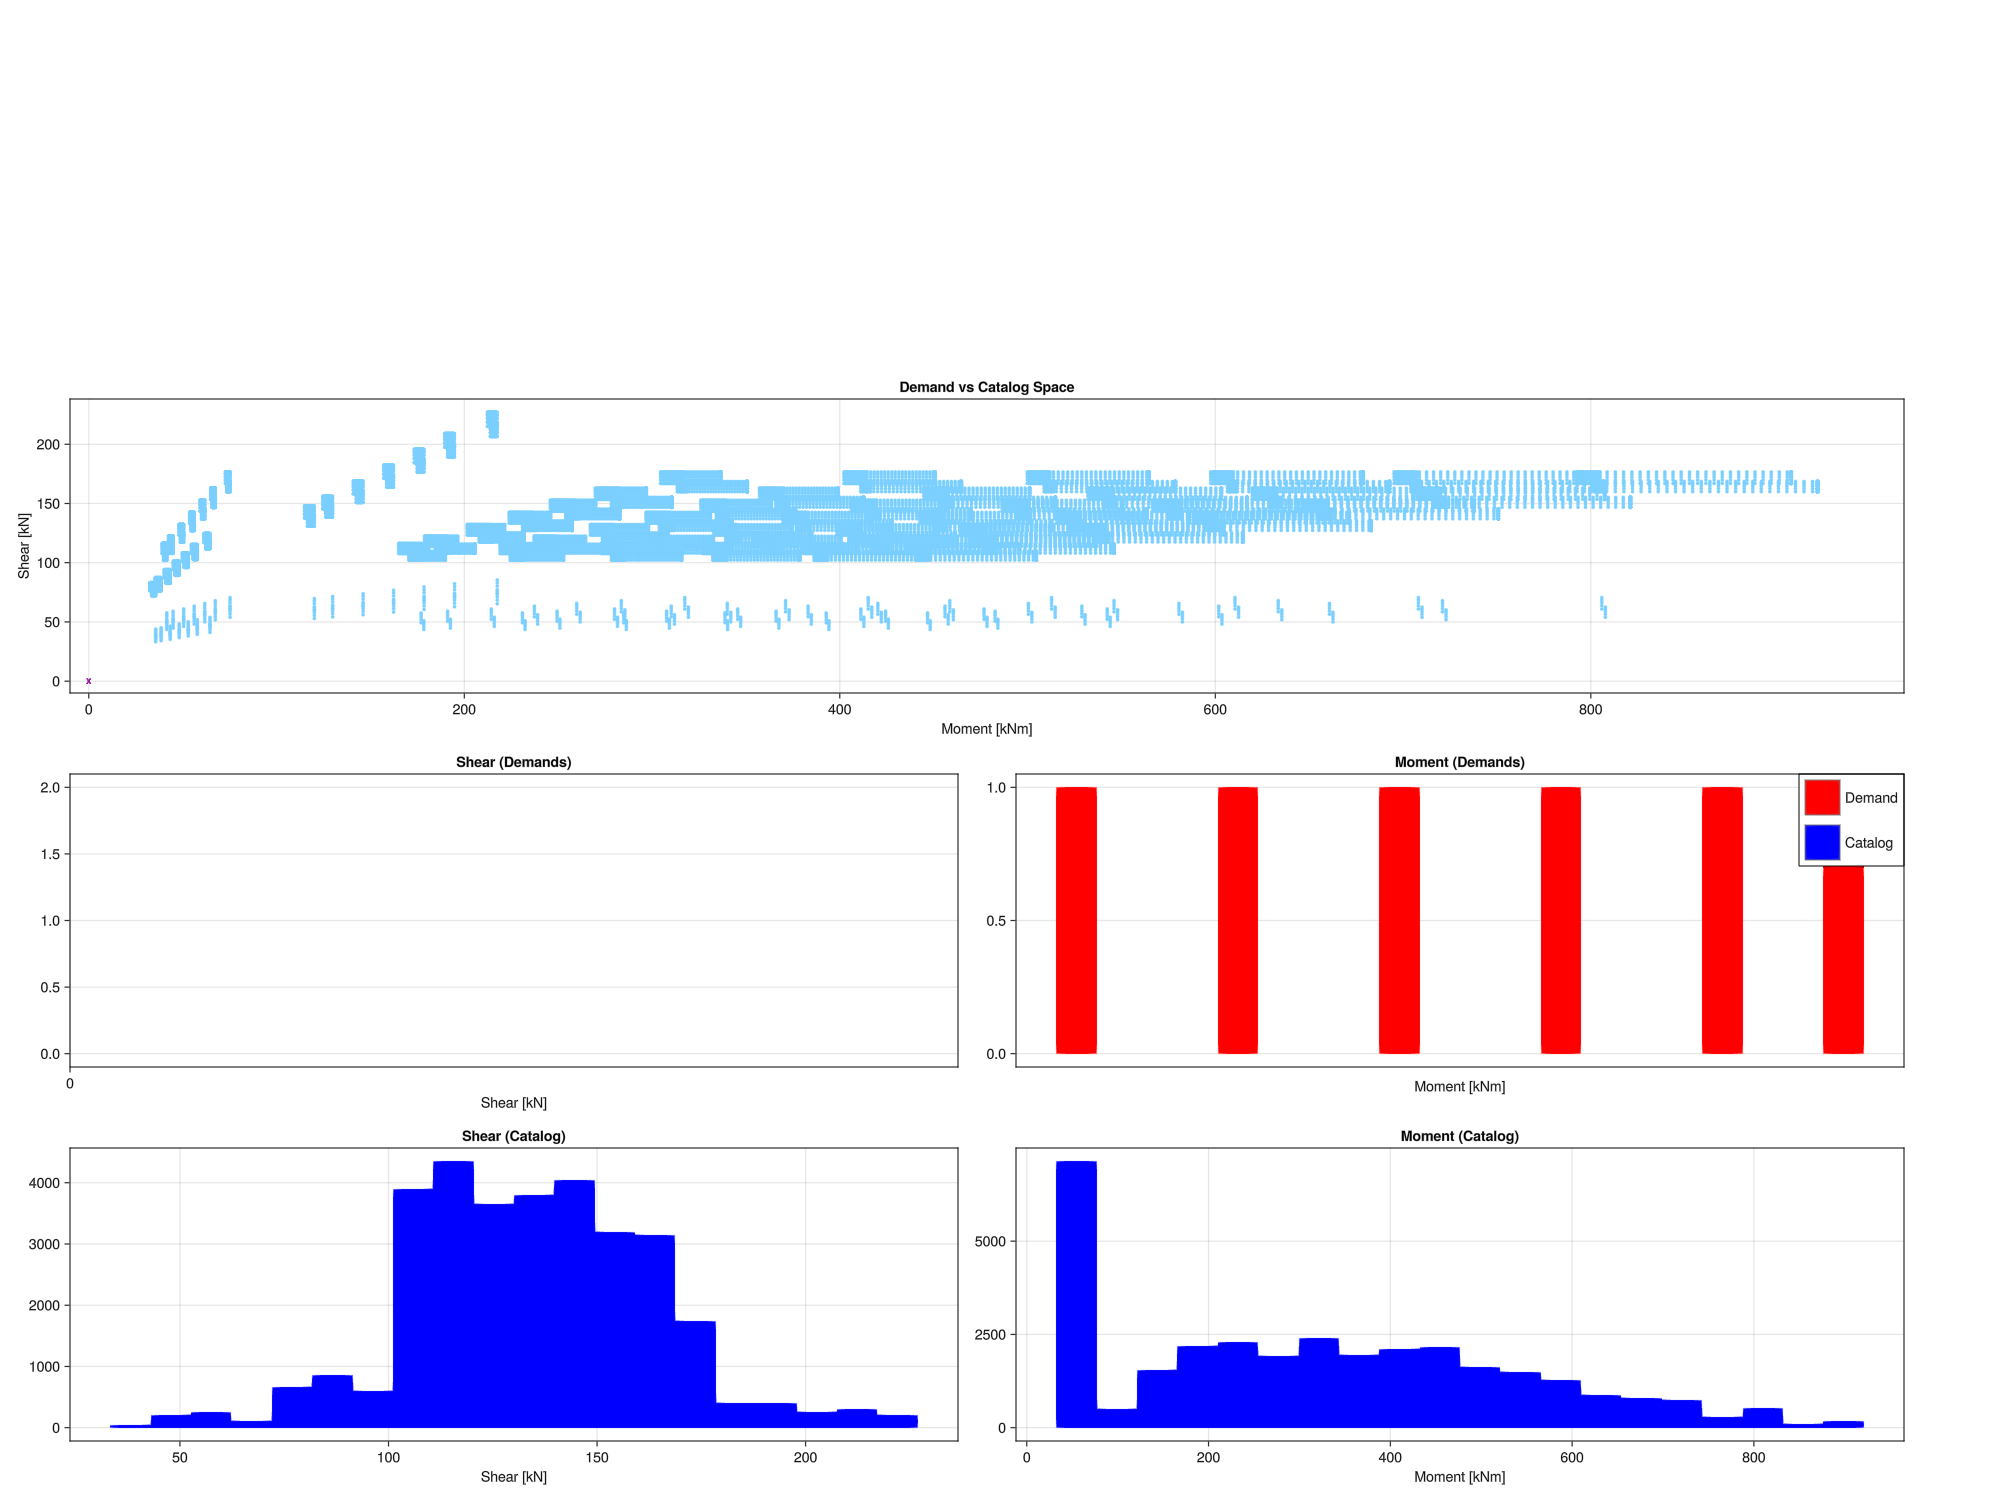 Demand vs Catalog Space
Shear [kN]
200
150
100
50
0
0 200 400 600 800
Moment [kNm]
Shear (Demands)
2.0
1.5
1.0
0.5
0.0
0
Shear [kN]
Moment (Demands)
1.0
0.5
0.0
Demand
Catalog
Moment [kNm]
Shear (Catalog)
4000
3000
2000
1000
0
50 100 150 200
Shear [kN]
Moment (Catalog)
5000
2500
0
0 200 400 600 800
Moment [kNm]